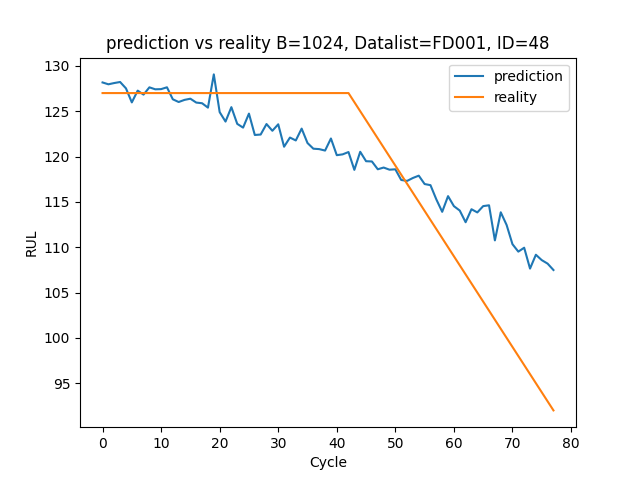 prediction vs reality B=1024, Datalist=FD001, ID=48
prediction
reality
RUL
130
125
120
115
110
105
100
95
0 10 20 30 40 50 60 70 80
Cycle